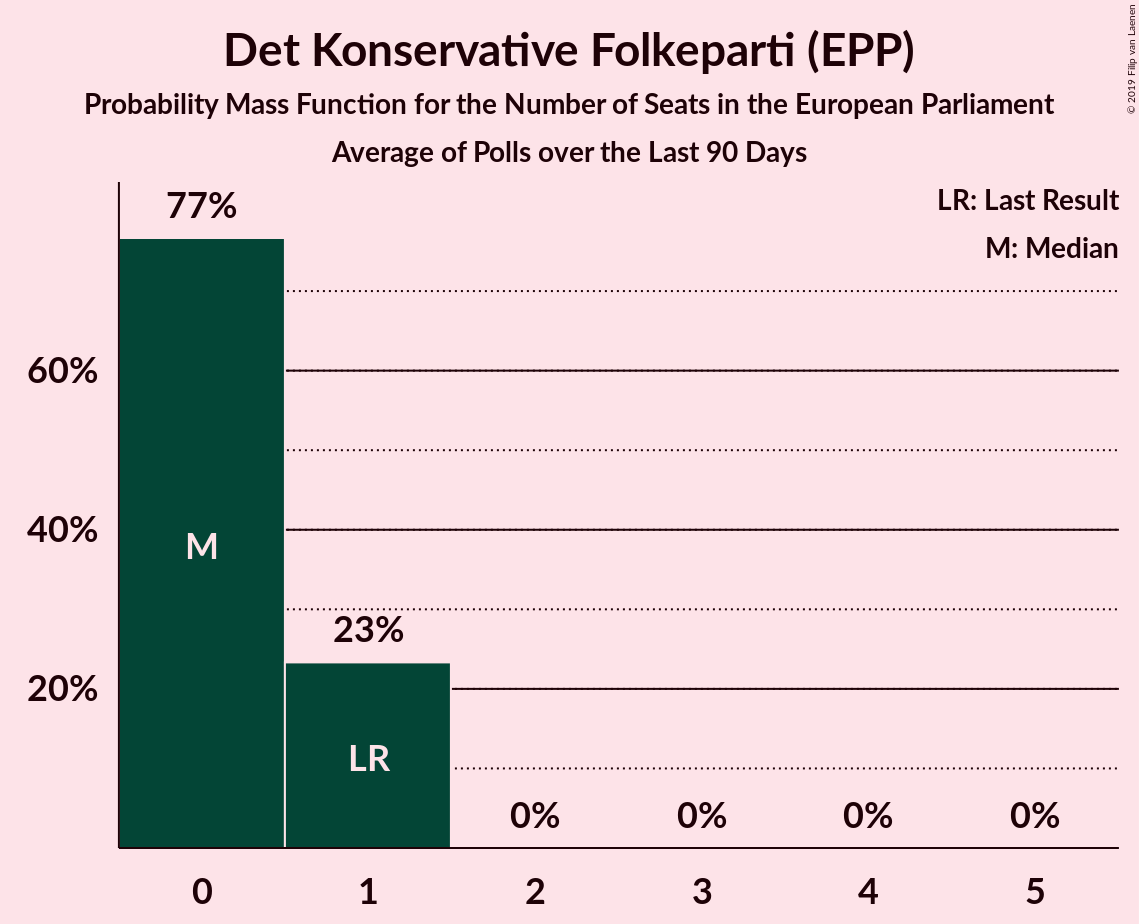 Det Konservative Folkeparti (EPP)
Probability Mass Function for the Number of Seats in the European Parliament
Average of Polls over the Last 90 Days
© 2019 Filip van Laenen
LR: Last Result
M: Median
77%
60%
40%
M
23%
20%
LR
0% 0% 0% 0%
0 1 2 3 4 5